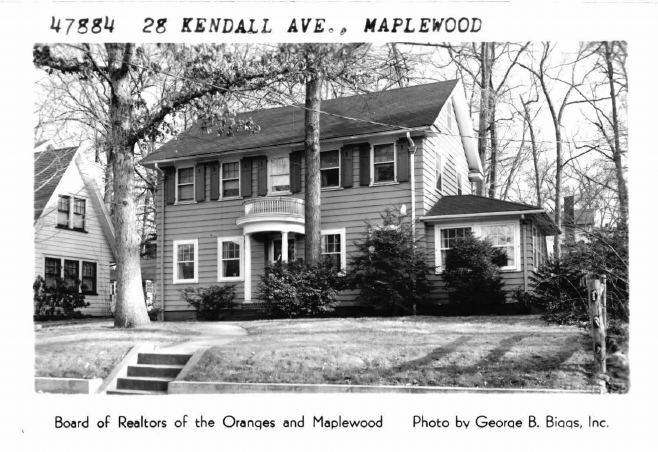 47884 28 KENDALL AVE., MAPLEWOOD
Board of Realtors of the Oranges and Maplewood Photo by George B. Biggs, Inc.